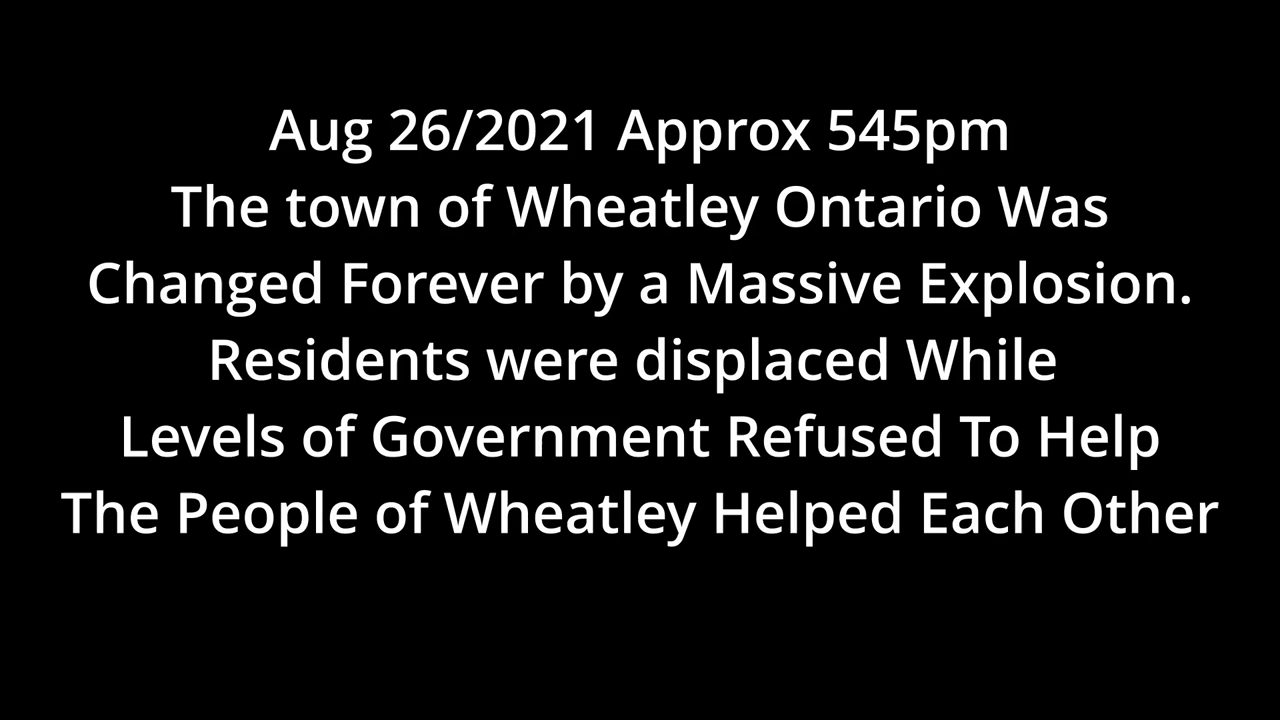 Aug 26/2021 Approx 545pm
The town of Wheatley Ontario Was
Changed Forever by a Massive Explosion.
Residents were displaced While
Levels of Government Refused To Help
The People of Wheatley Helped Each Other